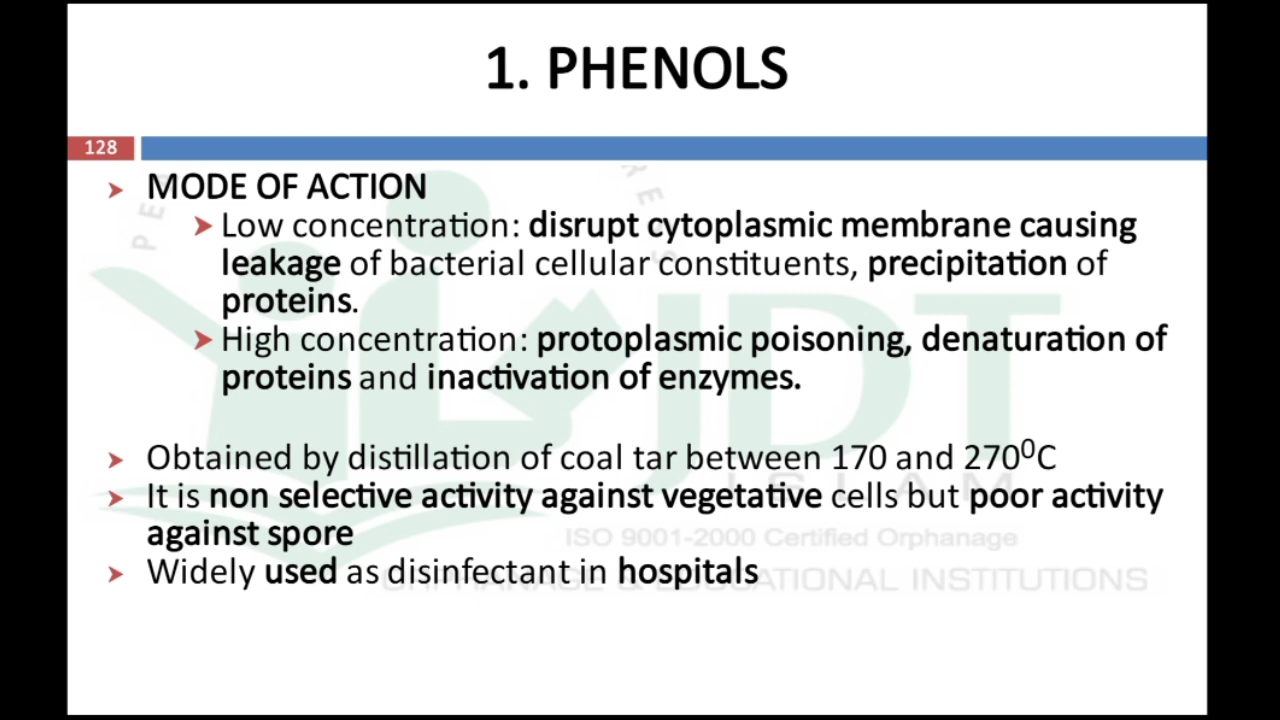 1. PHENOLS
128
➤ MODE OF ACTION
➤ Low concentration: disrupt cytoplasmic membrane causing
leakage of bacterial cellular constituents, precipitation of
proteins.
➤ High concentration: protoplasmic poisoning, denaturation of
proteins and inactivation of enzymes.
➤ Obtained by distillation of coal tar between 170 and 270⁰C
➤ It is non selective activity against vegetative cells but poor activity
against spore
➤ Widely used as disinfectant in hospitals
JDT
ISLAM
ISO 9001-2000 Certified Orphanage